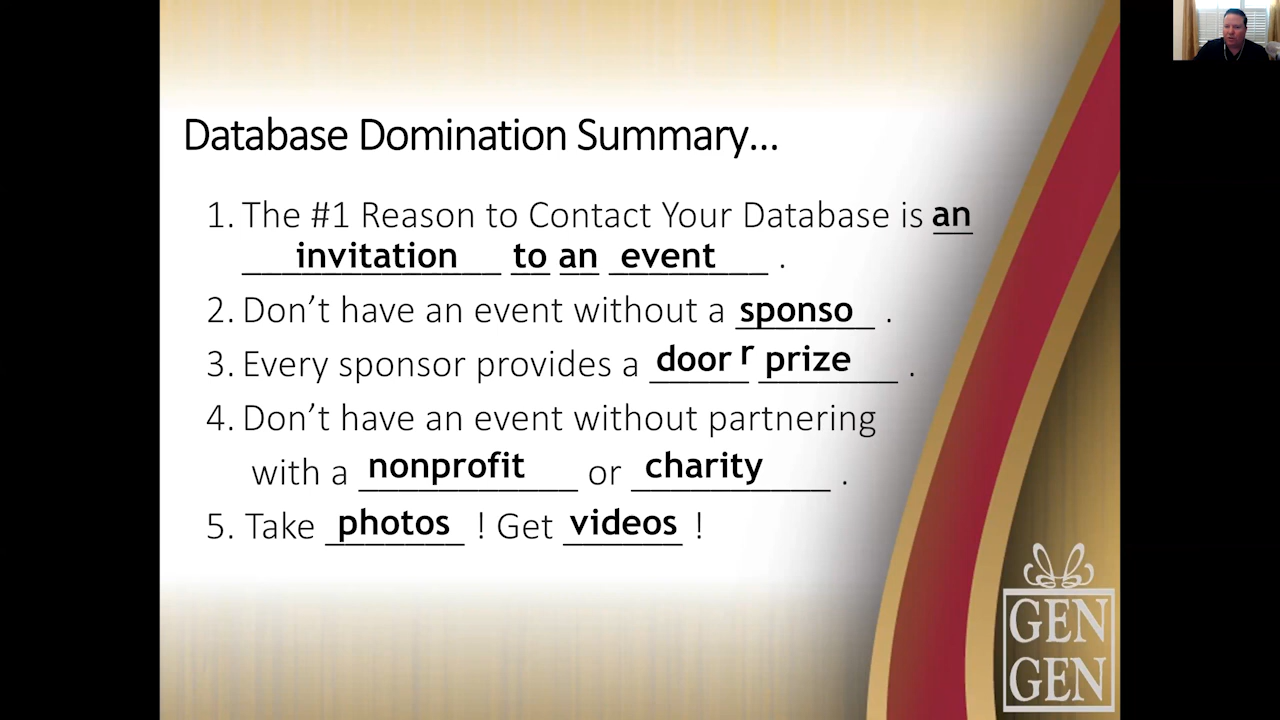 Database Domination Summary...
1. The #1 Reason to Contact Your Database is an
invitation to an event .
2. Don't have an event without a sponso
r
3. Every sponsor provides a door prize .
4. Don't have an event without partnering
with a nonprofit or charity .
5. Take photos ! Get videos !
GEN
GEN